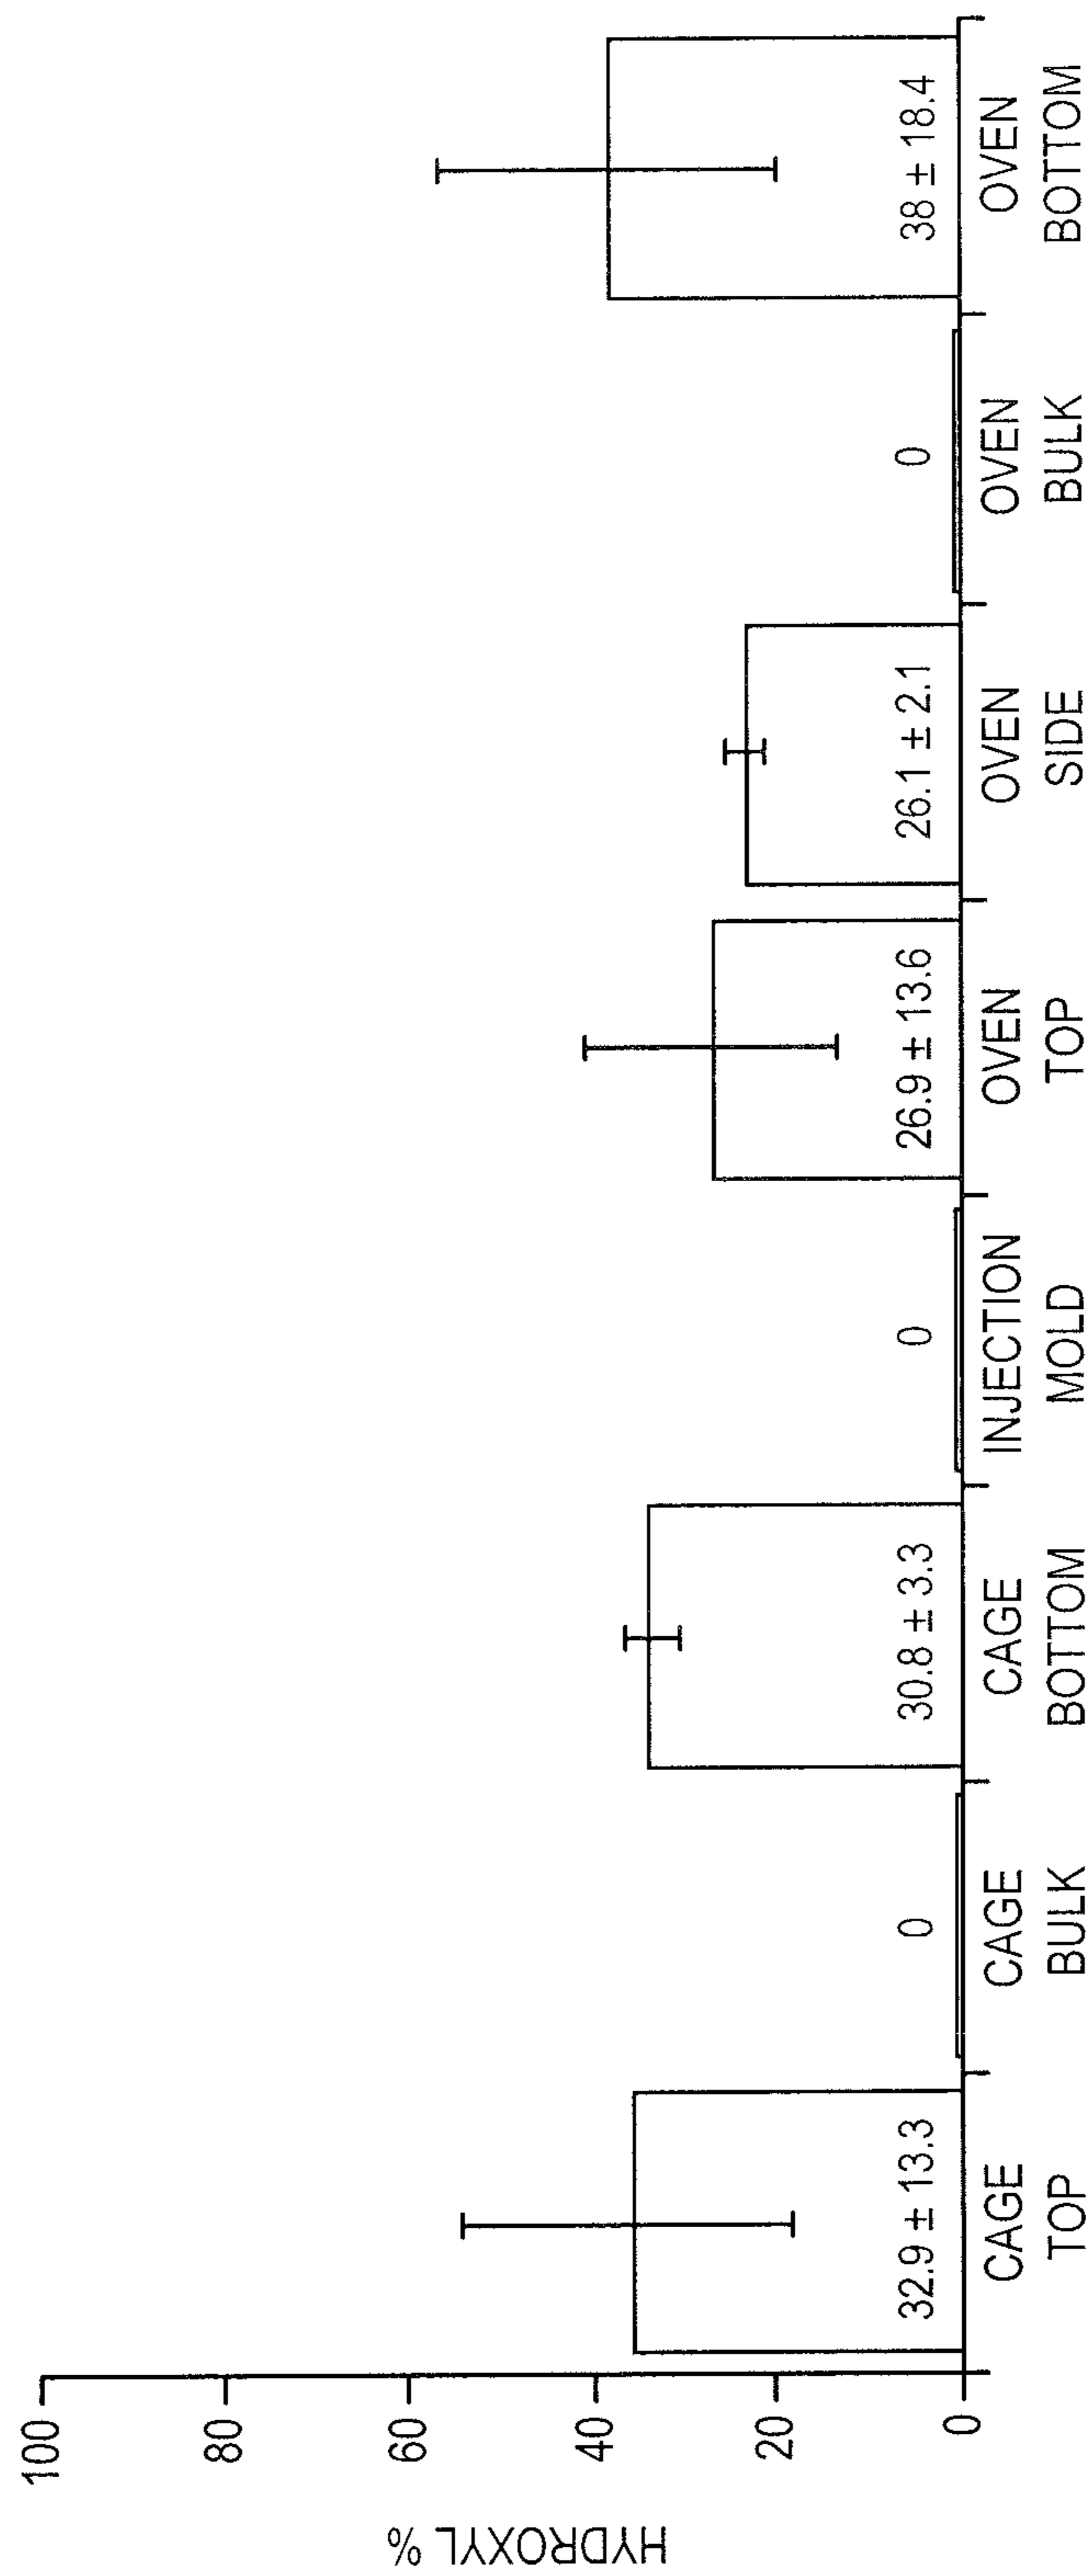 HYDROXYL %
100
80
60
40
20
0
32.9 ± 13.3
0
30.8 ± 3.3
0
26.9 ± 13.6
26.1 ± 2.1
0
38 ± 18.4
CAGE
TOP
CAGE
BULK
CAGE
BOTTOM
INJECTION
MOLD
OVEN
TOP
OVEN
SIDE
OVEN
BULK
OVEN
BOTTOM